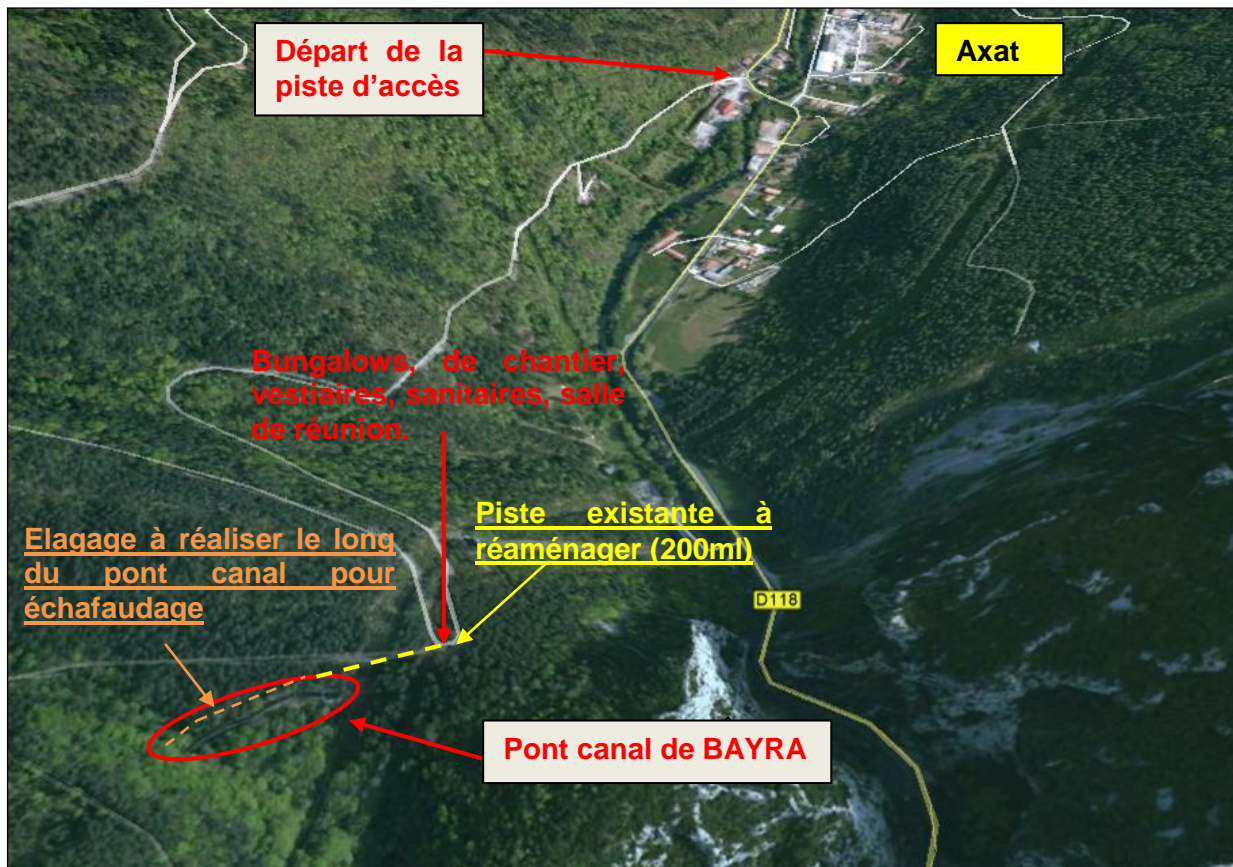 Départ de la
piste d'accès
Axat
Bungalows, de chantier,
vestiaires, sanitaires, salle
de réunion.
Piste existante à
réaménager (200ml)
Elagage à réaliser le long
du pont canal pour
échafaudage
D118
Pont canal de BAYRA